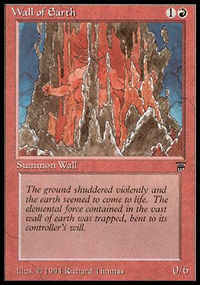 Wall of Earth 1
Summon Wall
The ground shuddered violently and
the earth seemed to come to life. The
elemental force contained in the vast
wall of earth was trapped, bent to its
controller's will.
Illus. © 1994 Richard Thomas 0/6